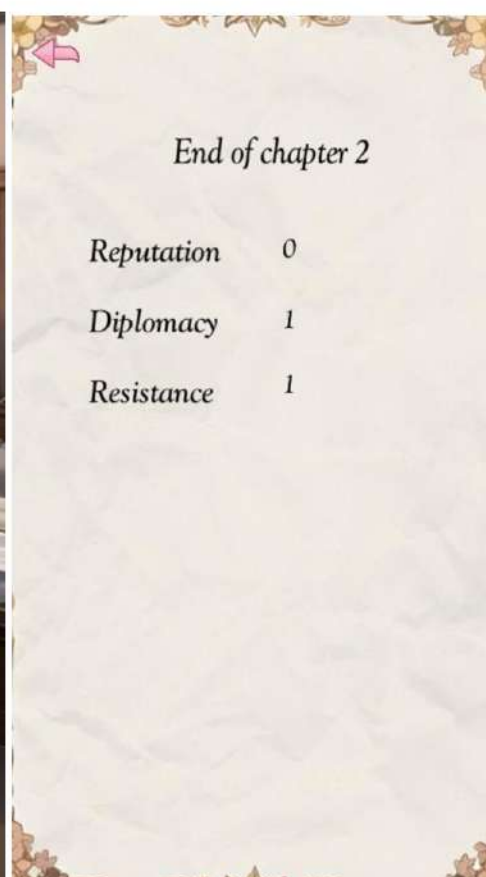 End of chapter 2
Reputation 0
Diplomacy 1
Resistance 1